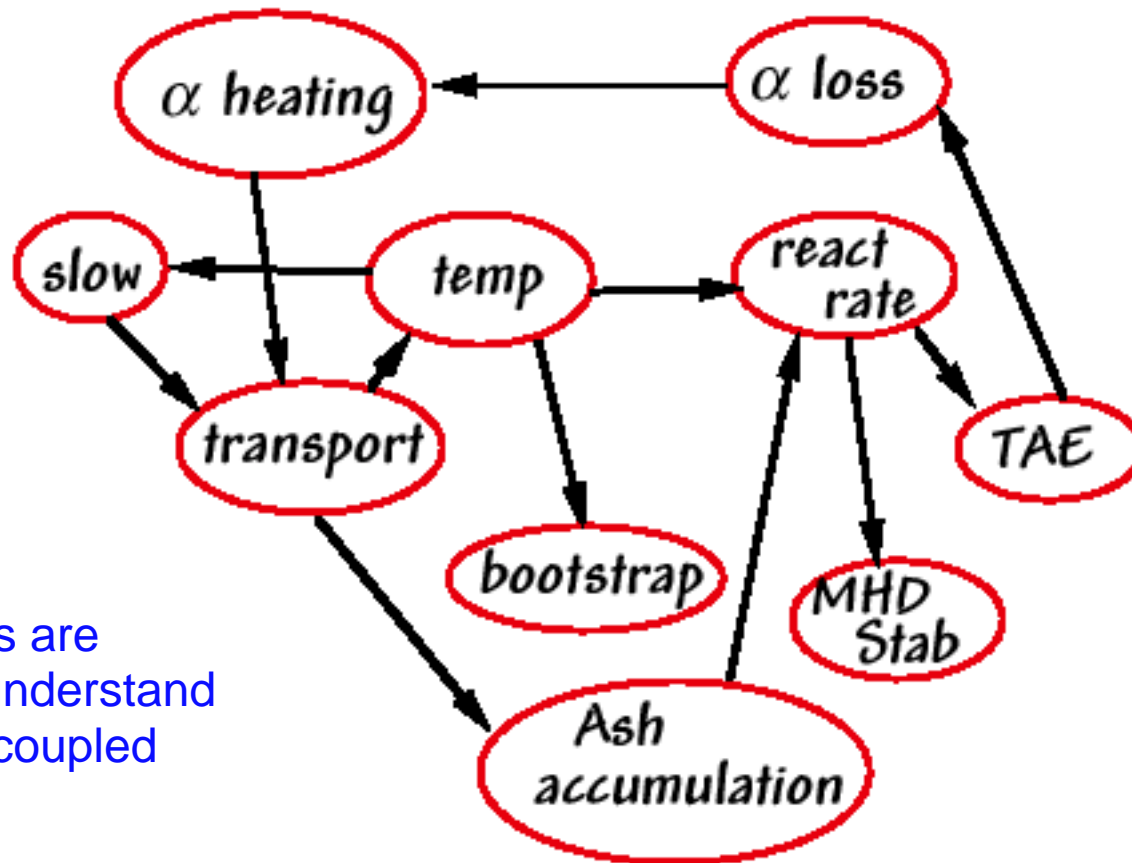 α heating
α loss
slow
temp
react
rate
transport
TAE
bootstrap
MHD
Stab
s are
nderstand
coupled
Ash
accumulation